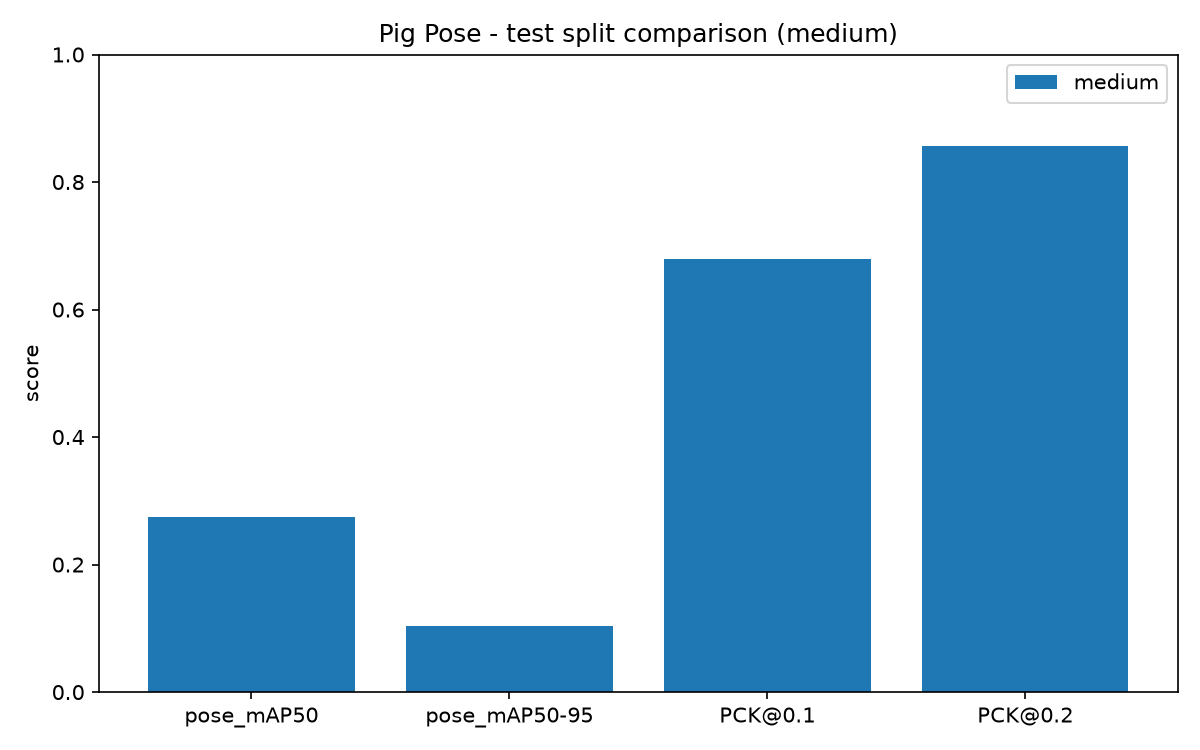 Pig Pose - test split comparison (medium)
medium
1.0
0.8
0.6
0.4
0.2
0.0
score
pose_mAP50
pose_mAP50-95
PCK@0.1
PCK@0.2